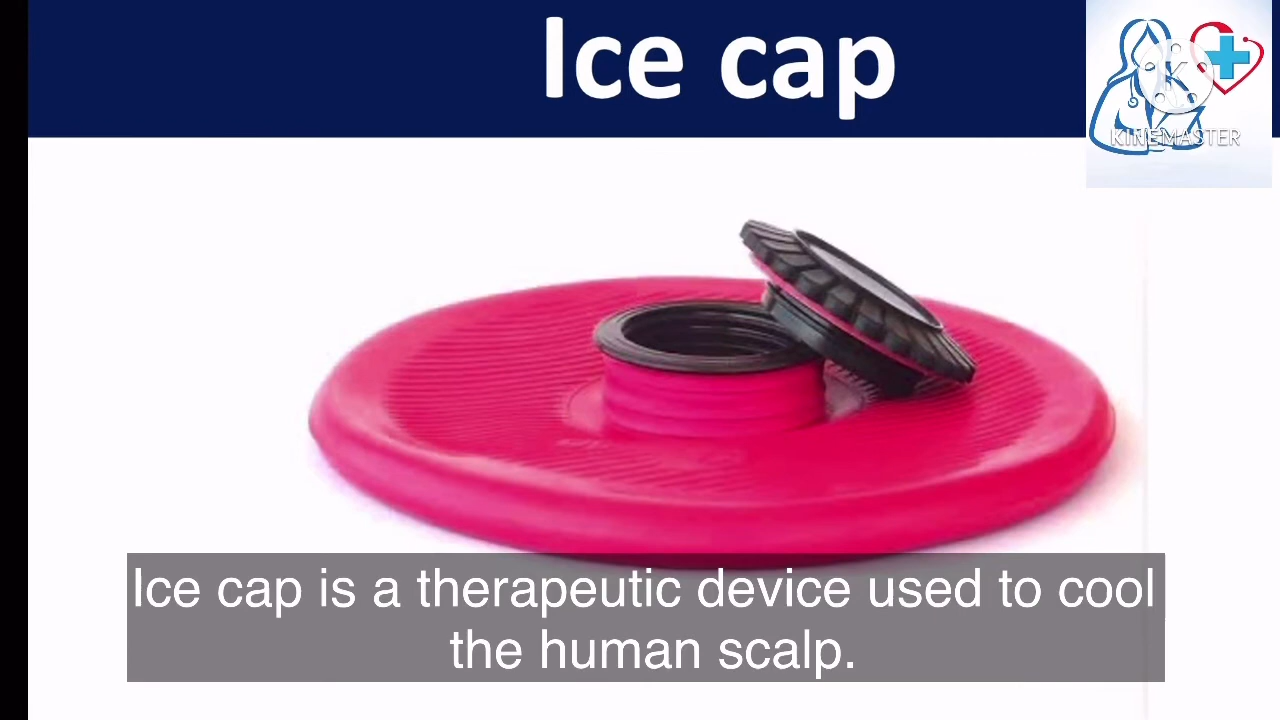 Ice cap
K
KINEMASTER
Ice cap is a therapeutic device used to cool
the human scalp.